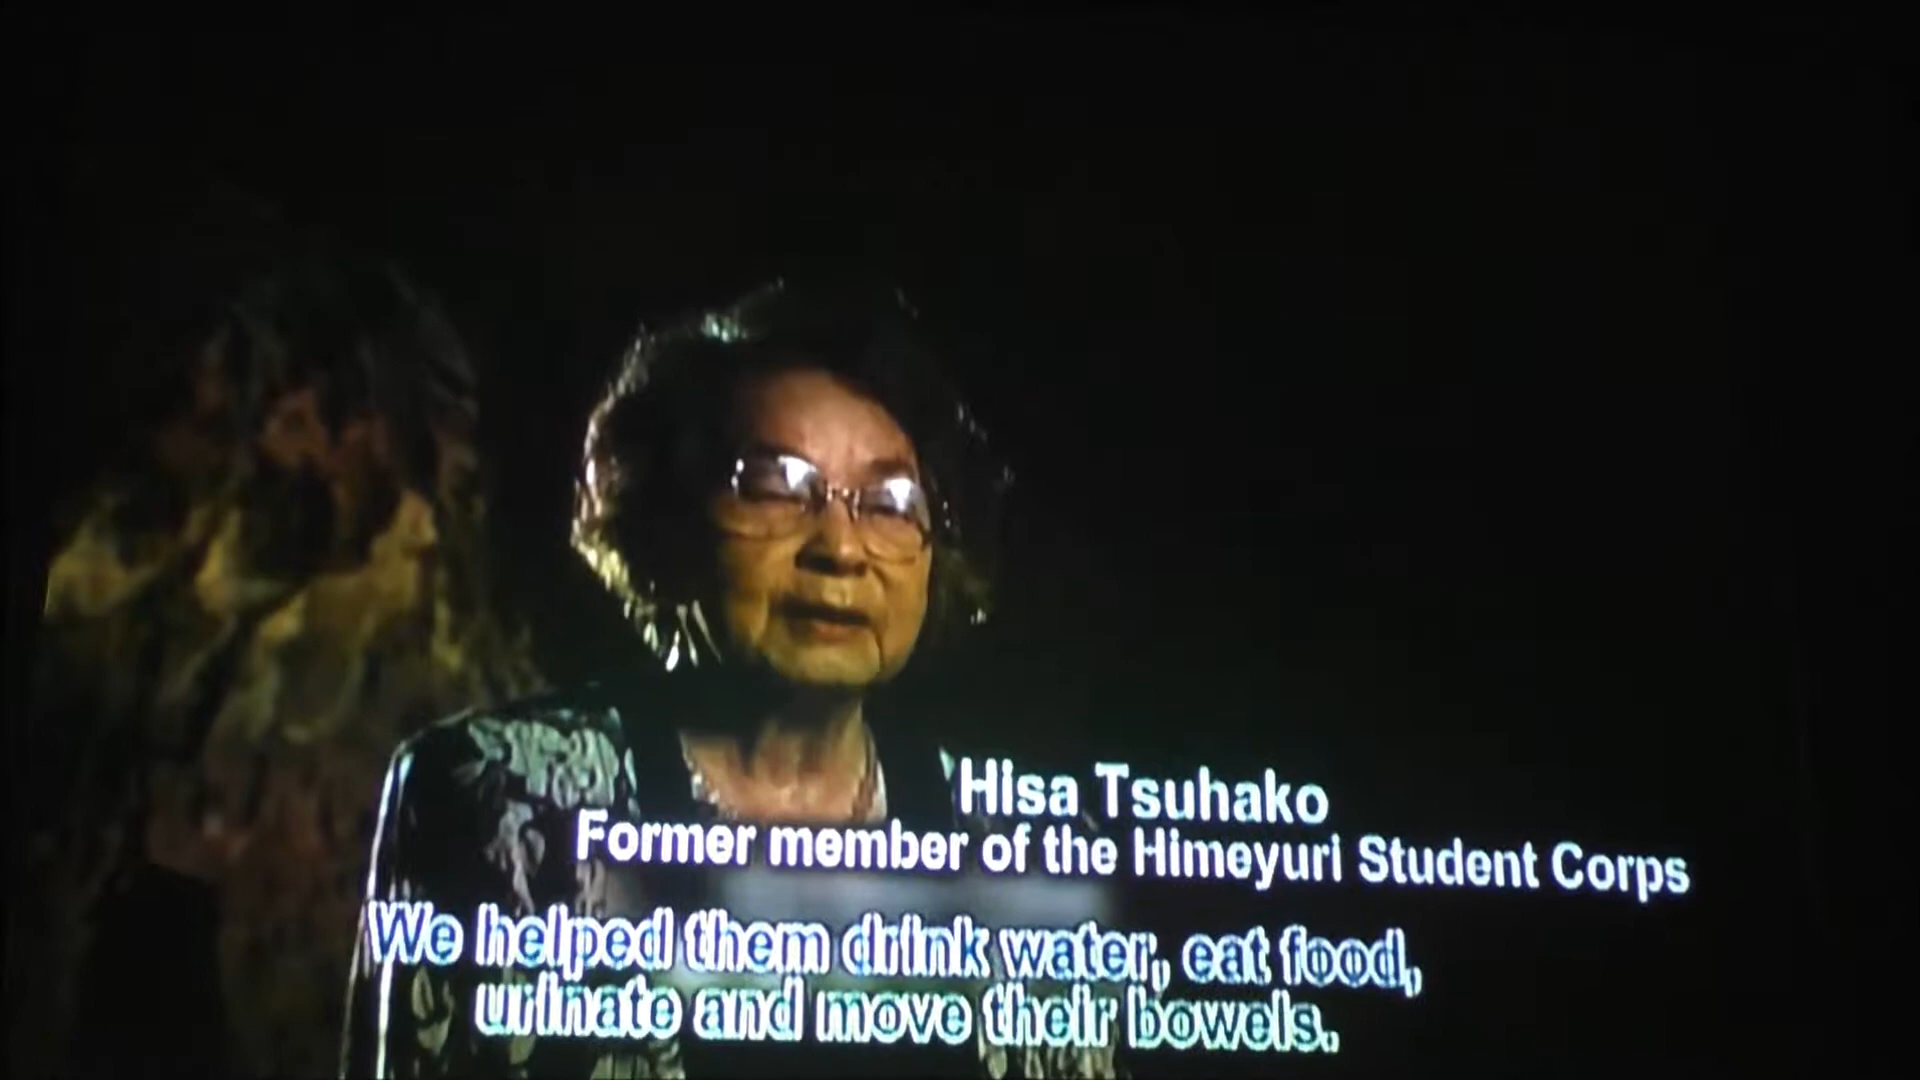 Hisa Tsuhako
Former member of the Himeyuri Student Corps
We helped them drink water, eat food,
urinate and move their bowels.